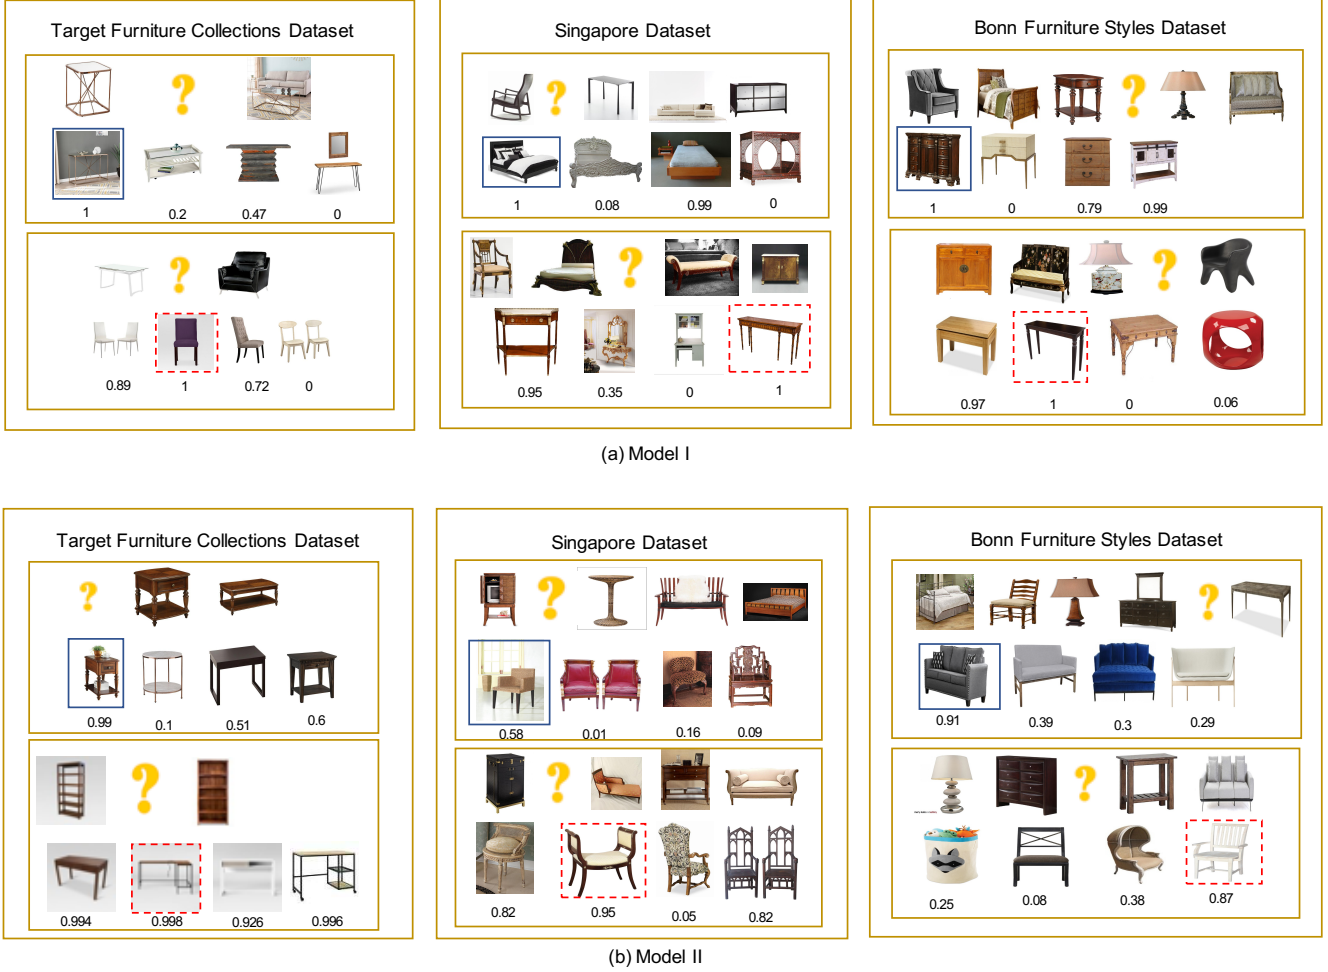 Target Furniture Collections Dataset
Singapore Dataset
Bonn Furniture Styles Dataset
?
?
?
1 0.2 0.47 0
1 0.08 0.99 0
1 0 0.79 0.99
?
?
?
0.89 1 0.72 0
0.95 0.35 0 1
0.97 1 0 0.06
(a) Model I
Target Furniture Collections Dataset
Singapore Dataset
Bonn Furniture Styles Dataset
?
?
?
0.99 0.1 0.51 0.6
0.58 0.01 0.16 0.09
0.91 0.39 0.3 0.29
?
?
?
0.994 0.998 0.926 0.996
0.82 0.95 0.05 0.82
0.25 0.08 0.38 0.87
(b) Model II